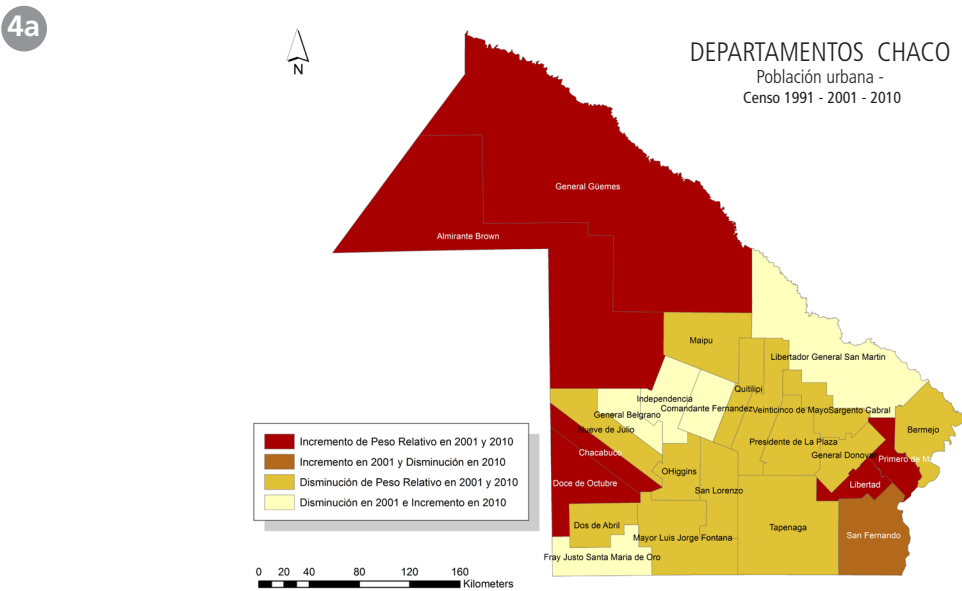 4a
N
DEPARTAMENTOS CHACO
Población urbana -
Censo 1991 - 2001 - 2010
General Güemes
Almirante Brown
Maipu
Libertador General San Martin
Quitilipi
Independencia
Comandante Fernandez
Veinticinco de Mayo
Sargento Cabral
General Belgrano
Nueve de Julio
Bermejo
Presidente de La Plaza
General Donovan
Primero de Ma
Chacabuco
OHiggins
Doce de Octubre
Libertad
San Lorenzo
Dos de Abril
Tapenaga
Mayor Luis Jorge Fontana
San Fernando
Fray Justo Santa Maria de Oro
Incremento de Peso Relativo en 2001 y 2010
Incremento en 2001 y Disminución en 2010
Disminución de Peso Relativo en 2001 y 2010
Disminución en 2001 e Incremento en 2010
0 20 40 80 120 160
Kilometers